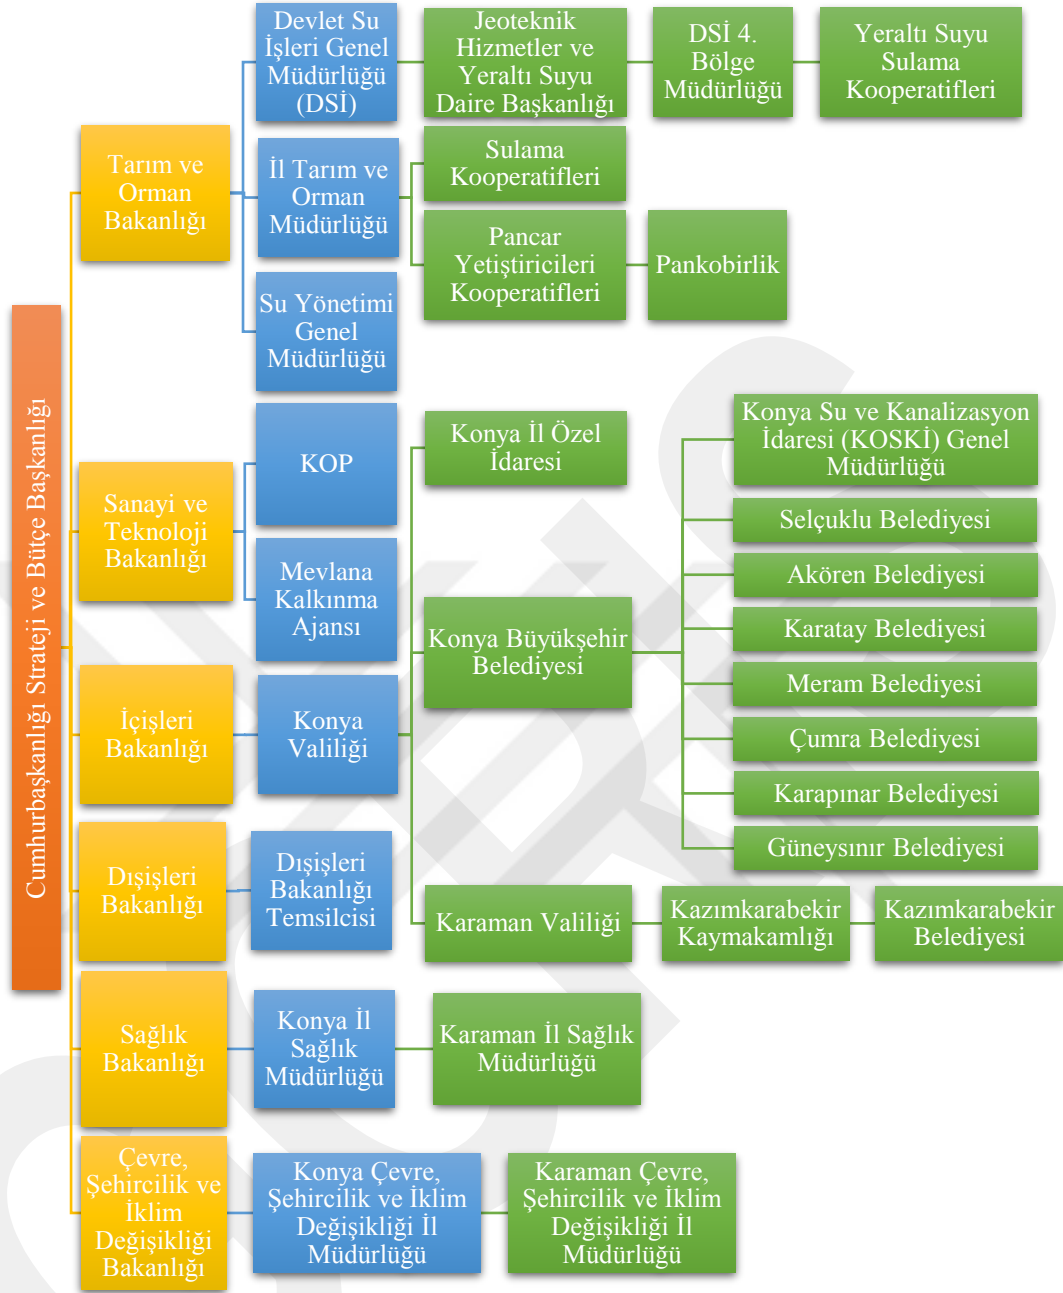 Cumhurbaşkanlığı Strateji ve Bütçe Başkanlığı
Tarım ve
Orman
Bakanlığı
Devlet Su
İşleri Genel
Müdürlüğü
(DSİ)
Jeoteknik
Hizmetler ve
Yeraltı Suyu
Daire Başkanlığı
DSİ 4.
Bölge
Müdürlüğü
Yeraltı Suyu
Sulama
Kooperatifleri
İl Tarım ve
Orman
Müdürlüğü
Sulama
Kooperatifleri
Pancar
Yetiştiricileri
Kooperatifleri
Pankobirlik
Su Yönetimi
Genel
Müdürlüğü
Sanayi ve
Teknoloji
Bakanlığı
KOP
Mevlana
Kalkınma
Ajansı
İçişleri
Bakanlığı
Konya
Valiliği
Konya İl Özel
İdaresi
Konya Büyükşehir
Belediyesi
Konya Su ve Kanalizasyon
İdaresi (KOSKİ) Genel
Müdürlüğü
Selçuklu Belediyesi
Akören Belediyesi
Karatay Belediyesi
Meram Belediyesi
Çumra Belediyesi
Karapınar Belediyesi
Güneysınır Belediyesi
Karaman Valiliği
Kazımkarabekir
Kaymakamlığı
Kazımkarabekir
Belediyesi
Dışişleri
Bakanlığı
Dışişleri
Bakanlığı
Temsilcisi
Sağlık
Bakanlığı
Konya İl
Sağlık
Müdürlüğü
Karaman İl Sağlık
Müdürlüğü
Çevre,
Şehircilik ve
İklim
Değişikliği
Bakanlığı
Konya Çevre,
Şehircilik ve İklim
Değişikliği İl
Müdürlüğü
Karaman Çevre,
Şehircilik ve İklim
Değişikliği İl
Müdürlüğü